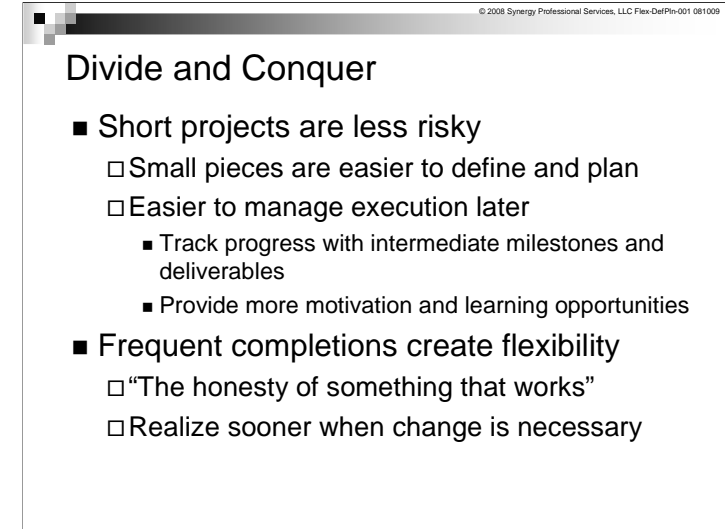 © 2008 Synergy Professional Services, LLC Flex-DefPln-001 081009
Divide and Conquer
Short projects are less risky
Small pieces are easier to define and plan
Easier to manage execution later
Track progress with intermediate milestones and
deliverables
Provide more motivation and learning opportunities
Frequent completions create flexibility
“The honesty of something that works”
Realize sooner when change is necessary